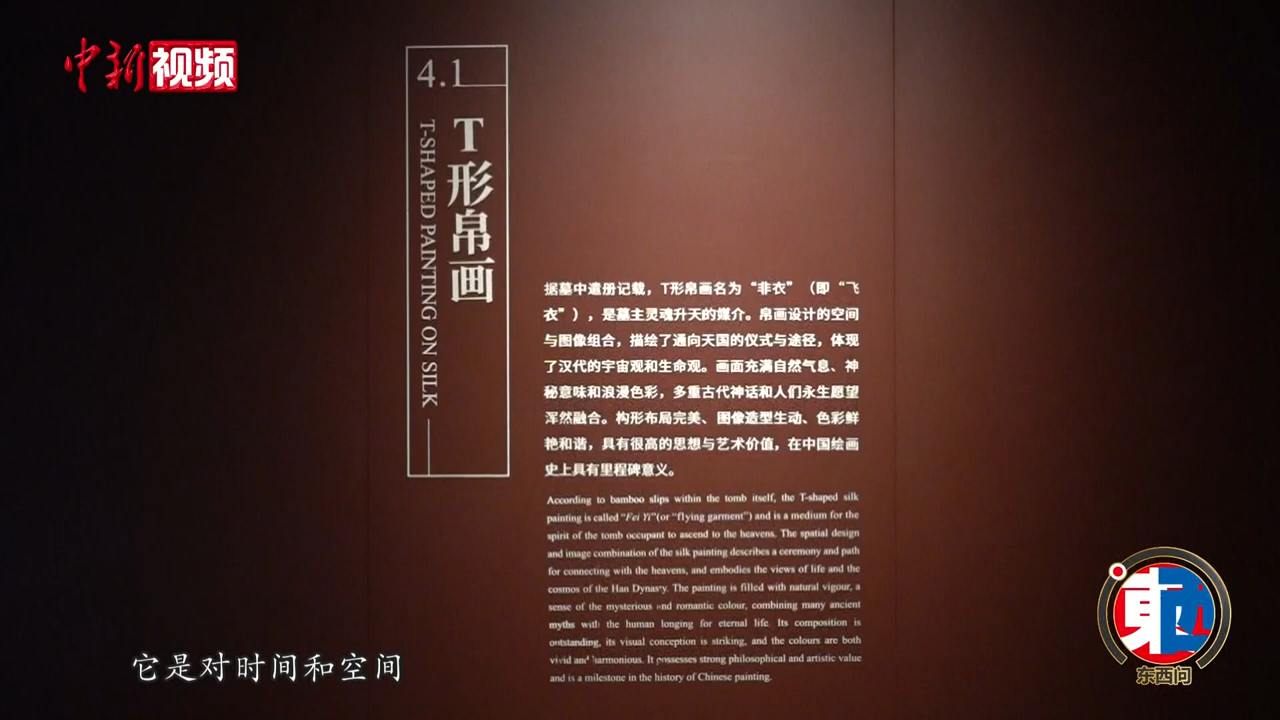 中新视频
4.1
T形帛画
T-SHAPED PAINTING ON SILK
据墓中遣册记载，T形帛画名为“非衣”（即“飞
衣”），是墓主灵魂升天的媒介。帛画设计的空间
与图像组合，描绘了通向天国的仪式与途径，体现
了汉代的宇宙观和生命观。画面充满自然气息、神
秘意味和浪漫色彩，多重古代神话和人们永生愿望
浑然融合。构形布局完美、图像造型生动、色彩鲜
艳和谐，具有很高的思想与艺术价值，在中国绘画
史上具有里程碑意义。
According to bamboo slips within the tomb itself, the T-shaped silk
painting is called “Fei Yi”(or “flying garment”) and is a medium for the
spirit of the tomb occupant to ascend to the heavens. The spatial design
and image combination of the silk painting describes a ceremony and path
for connecting with the heavens, and embodies the views of life and the
cosmos of the Han Dynasty. The painting is filled with natural vigour, a
sense of the mysterious and romantic colour, combining many ancient
myths with the human longing for eternal life. Its composition is
outstanding, its visual conception is striking, and the colours are both
vivid and harmonious. It possesses strong philosophical and artistic value
and is a milestone in the history of Chinese painting.
它是对时间和空间
东西问